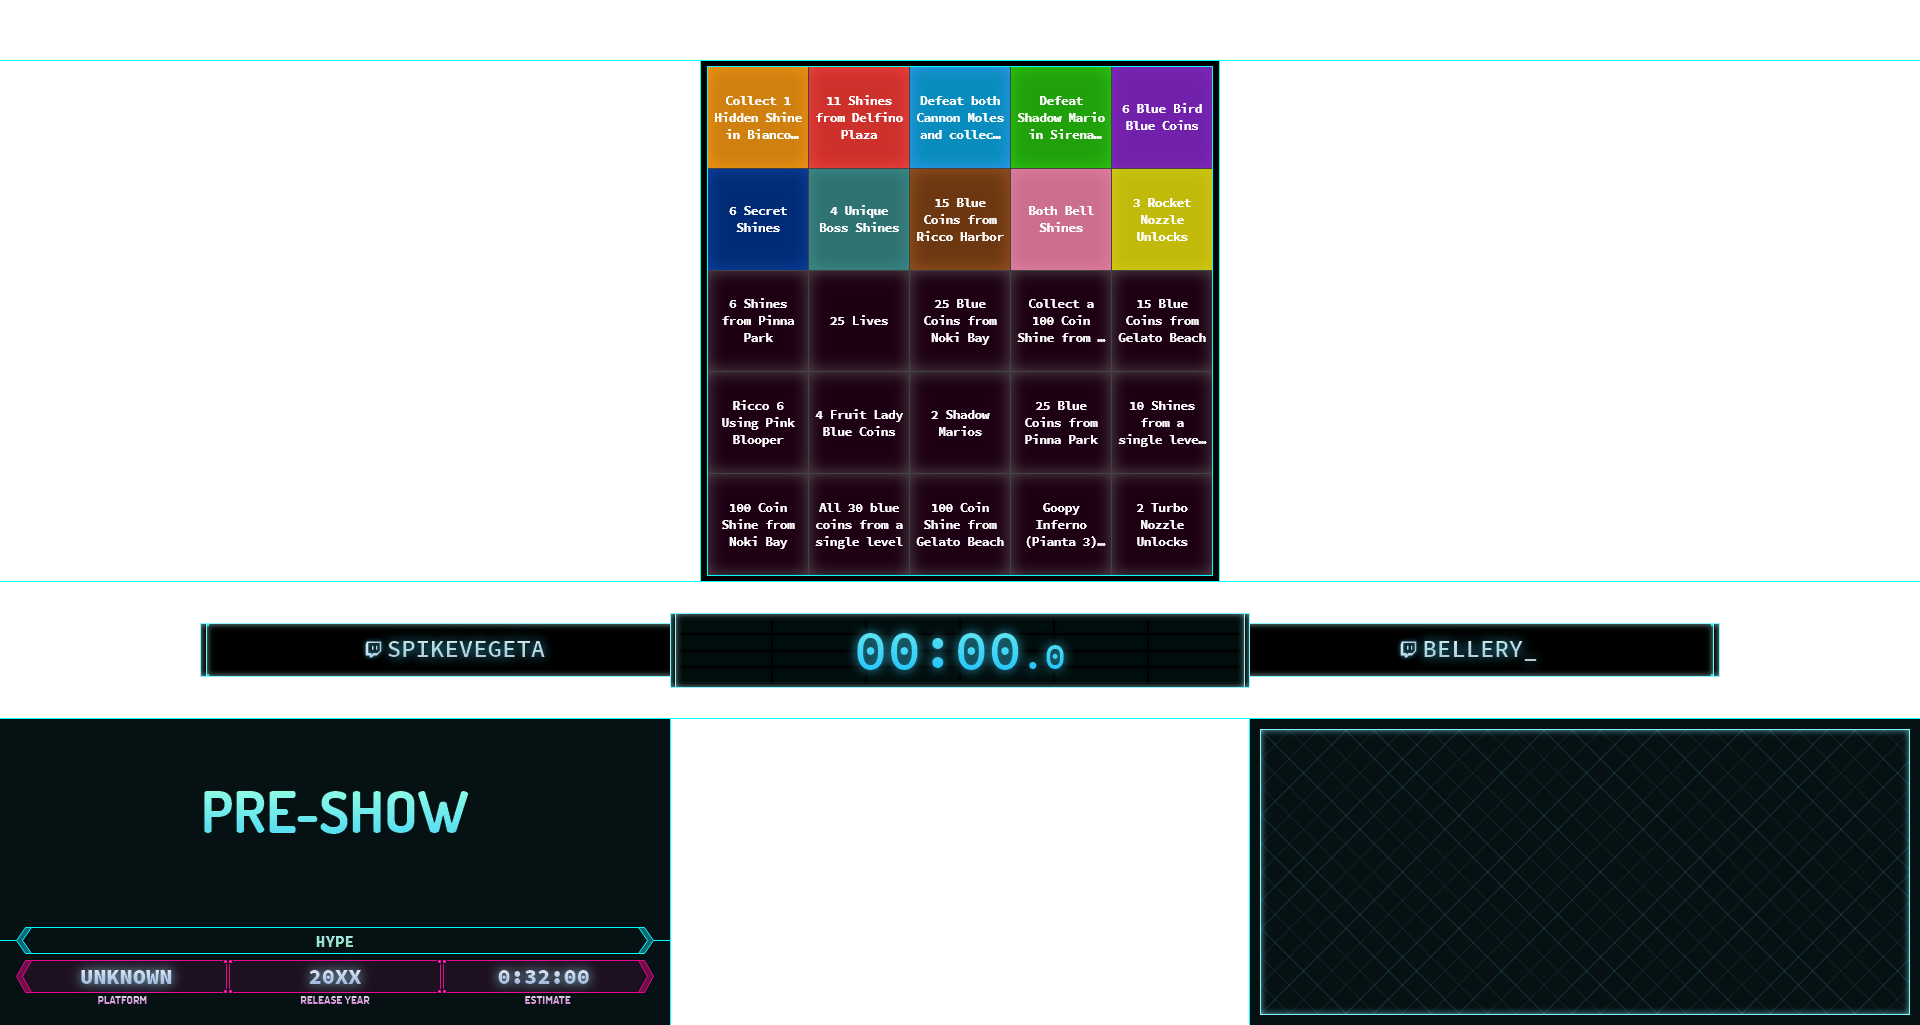 Collect 1
Hidden Shine
in Bianco…
11 Shines
from Delfino
Plaza
Defeat both
Cannon Moles
and collec…
Defeat
Shadow Mario
in Sirena…
6 Blue Bird
Blue Coins
6 Secret
Shines
4 Unique
Boss Shines
15 Blue
Coins from
Ricco Harbor
Both Bell
Shines
3 Rocket
Nozzle
Unlocks
6 Shines
from Pinna
Park
25 Lives
25 Blue
Coins from
Noki Bay
Collect a
100 Coin
Shine from …
15 Blue
Coins from
Gelato Beach
Ricco 6
Using Pink
Blooper
4 Fruit Lady
Blue Coins
2 Shadow
Marios
25 Blue
Coins from
Pinna Park
10 Shines
from a
single leve…
100 Coin
Shine from
Noki Bay
All 30 blue
coins from a
single level
100 Coin
Shine from
Gelato Beach
Goopy
Inferno
(Pianta 3)…
2 Turbo
Nozzle
Unlocks
SPIKEVEGETA
00:00.0
BELLERY_
PRE-SHOW
HYPE
UNKNOWN
PLATFORM
20XX
RELEASE YEAR
0:32:00
ESTIMATE